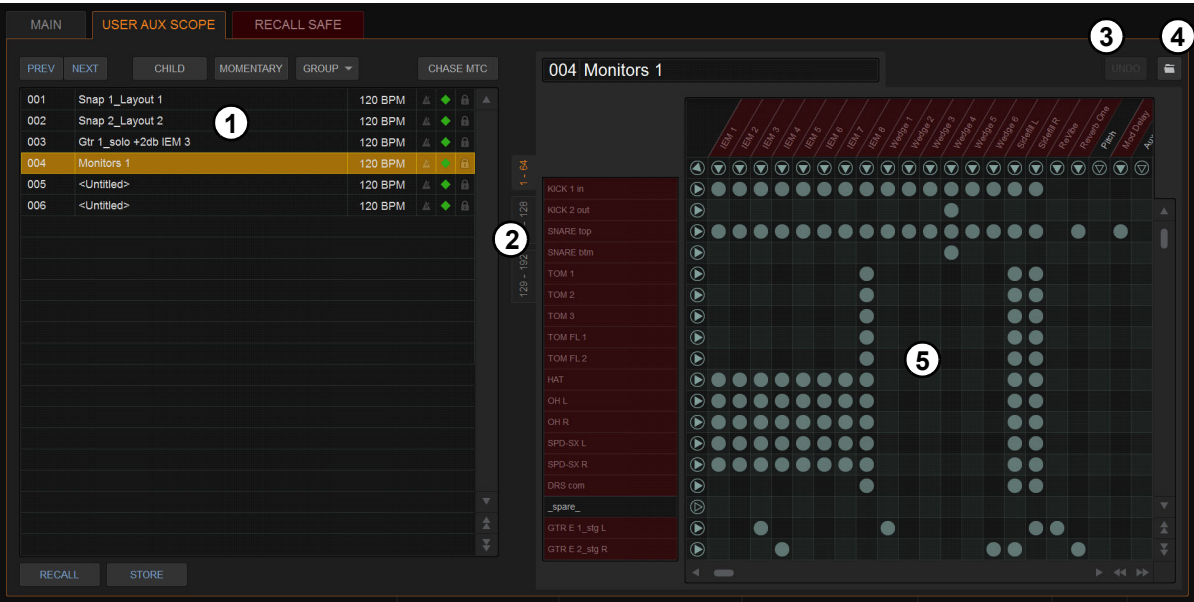 MAIN USER AUX SCOPE RECALL SAFE
3 4
PREV NEXT CHILD MOMENTARY GROUP CHASE MTC
004 Monitors 1 UNDO
001 Snap 1_Layout 1 120 BPM
002 Snap 2_Layout 2 120 BPM
1
003 Gtr 1_solo +2db IEM 3 120 BPM
004 Monitors 1 120 BPM
005 <Untitled> 120 BPM
006 <Untitled> 120 BPM
1 - 64
- 128
129 - 192
2
IEM 1 IEM 2 IEM 3 IEM 4 IEM 5 IEM 6 IEM 7 IEM 8 Wedge 1 Wedge 2 Wedge 3 Wedge 4 Wedge 5 Wedge 6 Sidefill L Sidefill R ReVibe Reverb One Pitch Mod Delay Aux
KICK 1 in
KICK 2 out
SNARE top
SNARE btm
TOM 1
TOM 2
TOM 3
TOM FL 1
TOM FL 2
5
HAT
OH L
OH R
SPD-SX L
SPD-SX R
DRS com
_spare_
GTR E 1_stg L
GTR E 2_stg R
RECALL STORE